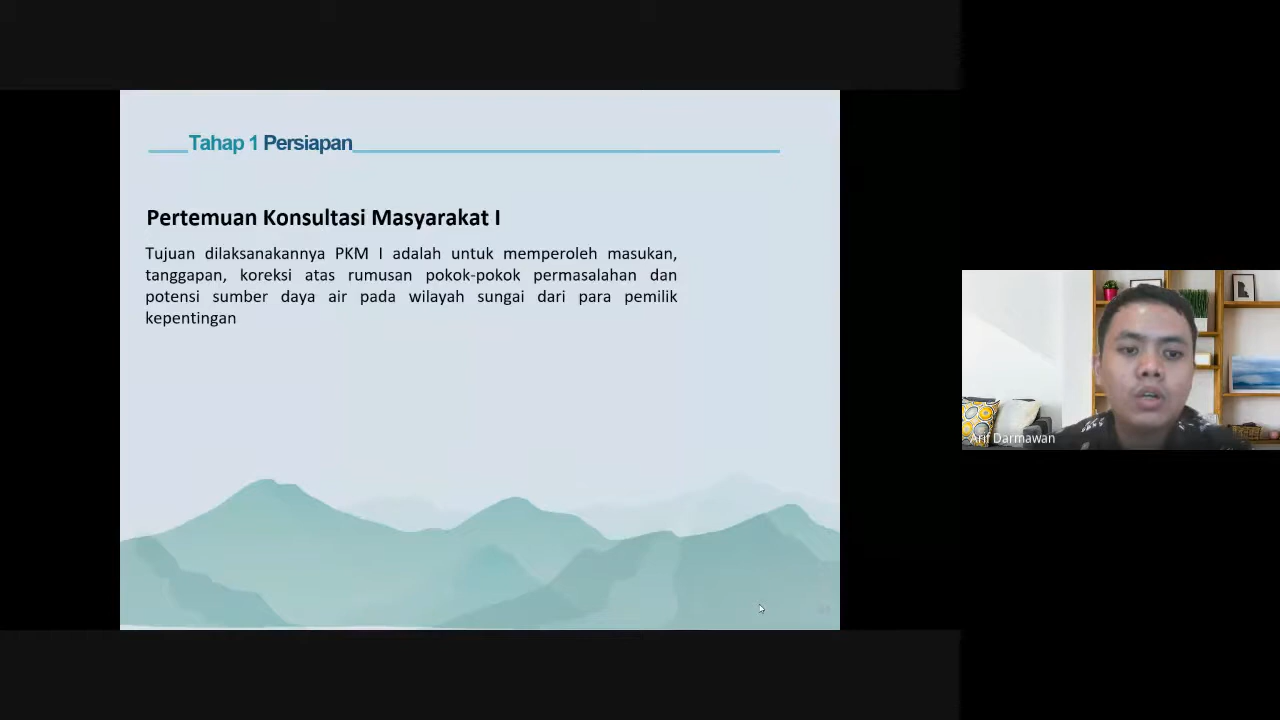 Tahap 1 Persiapan
Pertemuan Konsultasi Masyarakat I
Tujuan dilaksanakannya PKM I adalah untuk memperoleh masukan,
tanggapan, koreksi atas rumusan pokok-pokok permasalahan dan
potensi sumber daya air pada wilayah sungai dari para pemilik
kepentingan
Arif Darmawan